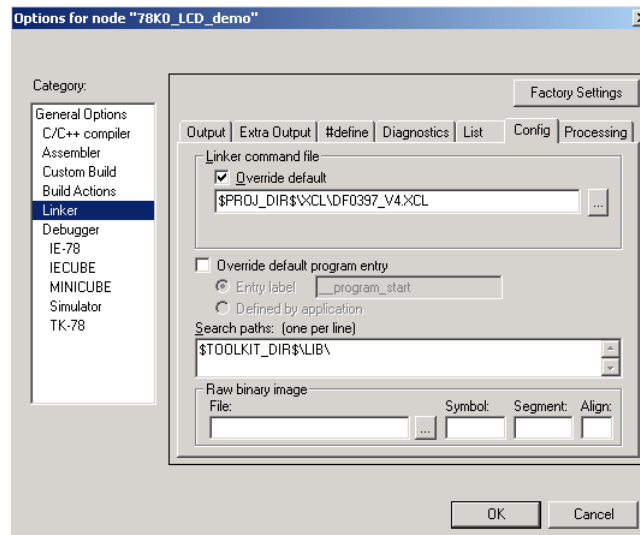 Options for node "78K0_LCD_demo"
Category:
Factory Settings
General Options
C/C++ compiler
Assembler
Custom Build
Build Actions
Linker
Debugger
IE-78
IECUBE
MINICUBE
Simulator
TK-78
Output Extra Output #define Diagnostics List Config Processing
Linker command file
Override default
$PROJ_DIR$\XCL\DF0397_V4.XCL
...
Override default program entry
Entry label __program_start
Defined by application
Search paths: (one per line)
$TOOLKIT_DIR$\LIB\
Raw binary image
File: Symbol: Segment: Align:
...
OK Cancel